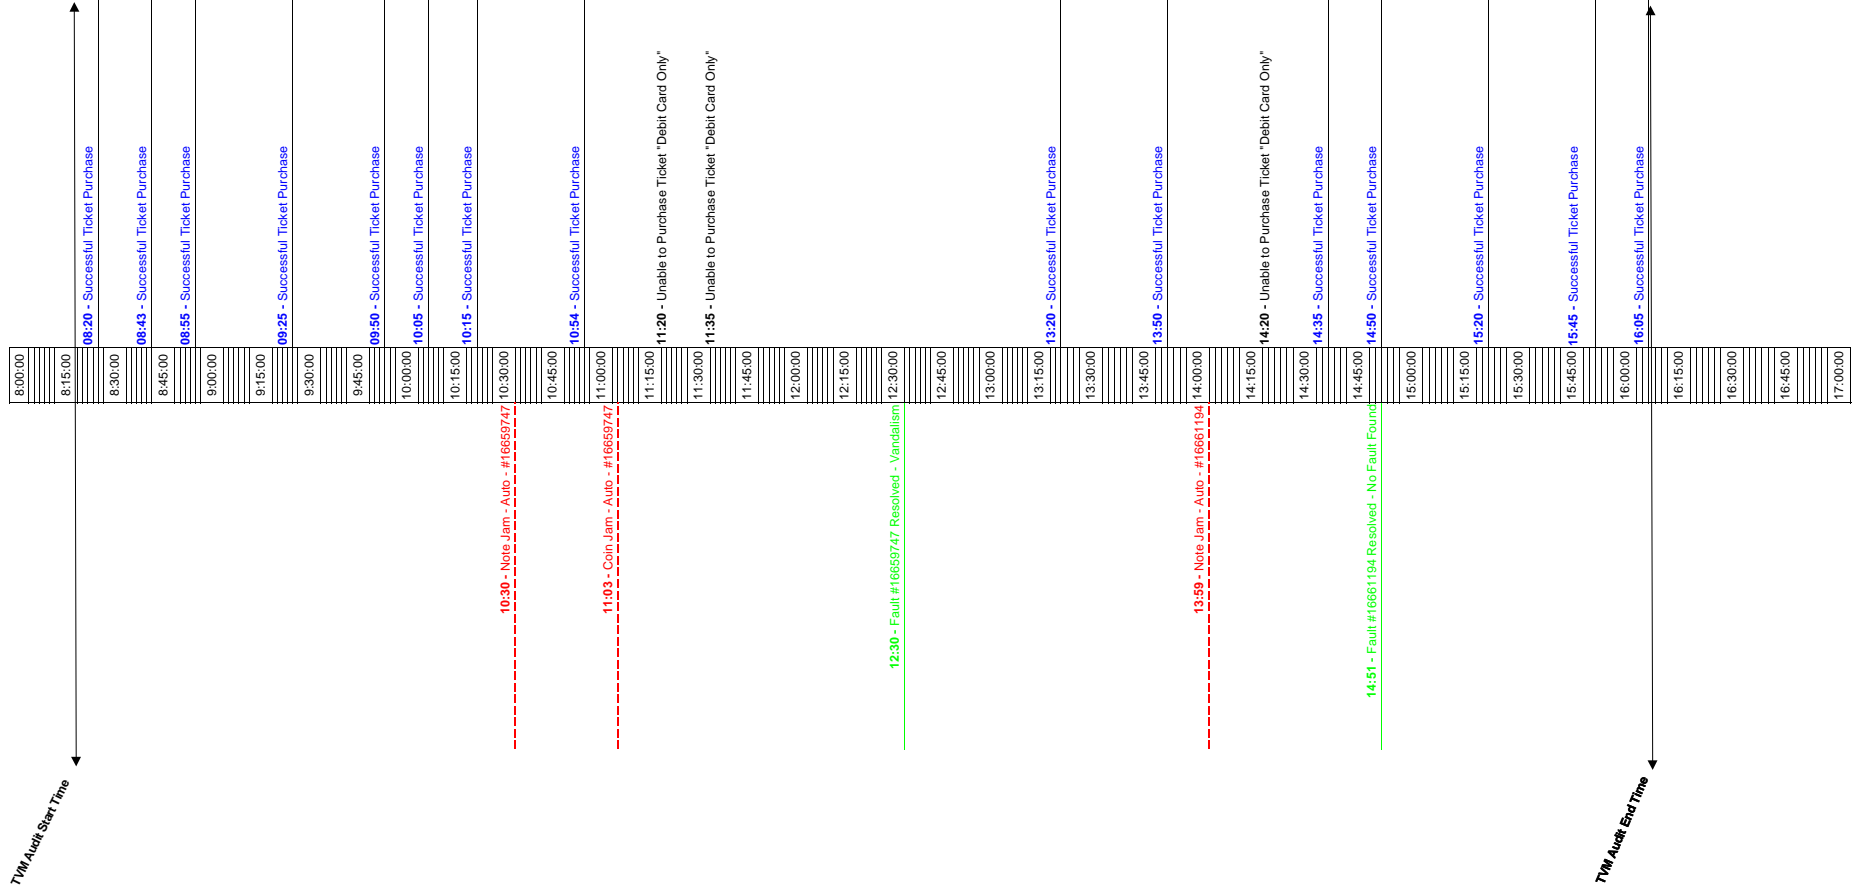 08:20 - Successful Ticket Purchase
08:43 - Successful Ticket Purchase
08:55 - Successful Ticket Purchase
09:25 - Successful Ticket Purchase
09:50 - Successful Ticket Purchase
10:05 - Successful Ticket Purchase
10:15 - Successful Ticket Purchase
10:54 - Successful Ticket Purchase
11:20 - Unable to Purchase Ticket "Debit Card Only"
11:35 - Unable to Purchase Ticket "Debit Card Only"
13:20 - Successful Ticket Purchase
13:50 - Successful Ticket Purchase
14:20 - Unable to Purchase Ticket "Debit Card Only"
14:35 - Successful Ticket Purchase
14:50 - Successful Ticket Purchase
15:20 - Successful Ticket Purchase
15:45 - Successful Ticket Purchase
16:05 - Successful Ticket Purchase
8:00:00
8:15:00
8:30:00
8:45:00
9:00:00
9:15:00
9:30:00
9:45:00
10:00:00
10:15:00
10:30:00
10:45:00
11:00:00
11:15:00
11:30:00
11:45:00
12:00:00
12:15:00
12:30:00
12:45:00
13:00:00
13:15:00
13:30:00
13:45:00
14:00:00
14:15:00
14:30:00
14:45:00
15:00:00
15:15:00
15:30:00
15:45:00
16:00:00
16:15:00
16:30:00
16:45:00
17:00:00
10:30 - Note Jam - Auto - #16659747
11:03 - Coin Jam - Auto - #16659747
12:30 - Fault #16659747 Resolved - Vandalism
13:59 - Note Jam - Auto - #16661194
14:51 - Fault #16661194 Resolved - No Fault Found
TVM Audit Start Time
TVM Audit End Time